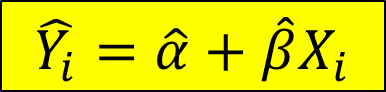 Ŷᵢ = α̂ + β̂Xᵢ